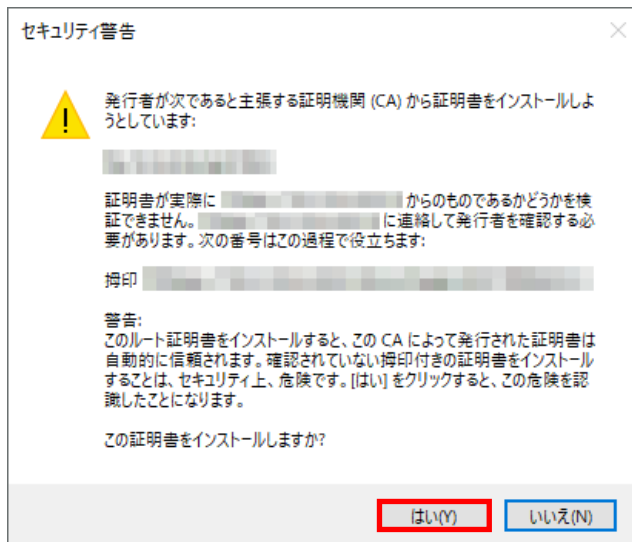 セキュリティ警告
発行者が次であると主張する証明機関 (CA) から証明書をインストールしよ
うとしています:
証明書が実際に からのものであるかどうかを検
証できません。 に連絡して発行者を確認する必
要があります。次の番号はこの過程で役立ちます:
拇印
警告:
このルート証明書をインストールすると、この CA によって発行された証明書は
自動的に信頼されます。確認されていない拇印付きの証明書をインストール
することは、セキュリティ上、危険です。[はい] をクリックすると、この危険を認
識したことになります。
この証明書をインストールしますか?
はい(Y) いいえ(N)